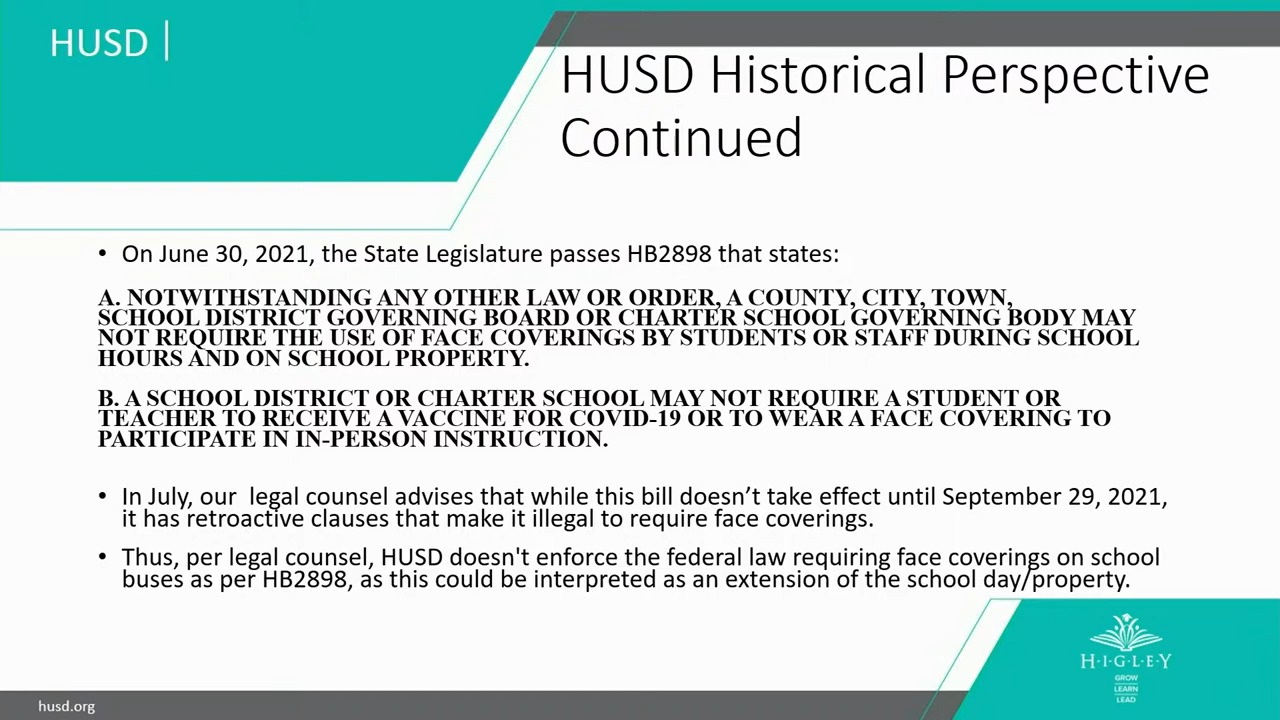 HUSD |
HUSD Historical Perspective
Continued
• On June 30, 2021, the State Legislature passes HB2898 that states:
A. NOTWITHSTANDING ANY OTHER LAW OR ORDER, A COUNTY, CITY, TOWN,
SCHOOL DISTRICT GOVERNING BOARD OR CHARTER SCHOOL GOVERNING BODY MAY
NOT REQUIRE THE USE OF FACE COVERINGS BY STUDENTS OR STAFF DURING SCHOOL
HOURS AND ON SCHOOL PROPERTY.
B. A SCHOOL DISTRICT OR CHARTER SCHOOL MAY NOT REQUIRE A STUDENT OR
TEACHER TO RECEIVE A VACCINE FOR COVID-19 OR TO WEAR A FACE COVERING TO
PARTICIPATE IN IN-PERSON INSTRUCTION.
• In July, our  legal counsel advises that while this bill doesn’t take effect until September 29, 2021,
it has retroactive clauses that make it illegal to require face coverings.
• Thus, per legal counsel, HUSD doesn't enforce the federal law requiring face coverings on school
buses as per HB2898, as this could be interpreted as an extension of the school day/property.
H·I·G·L·E·Y
GROW
LEARN
LEAD
husd.org